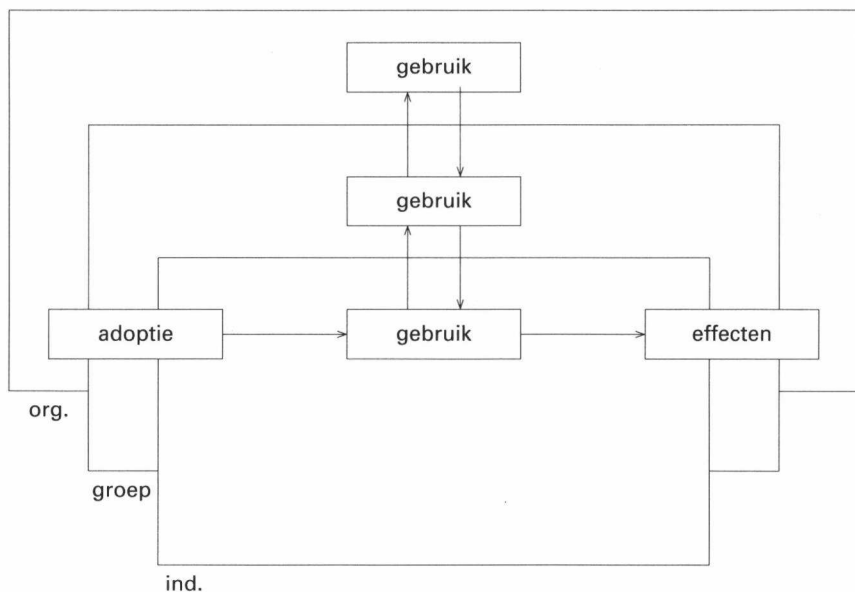 gebruik
gebruik
adoptie
gebruik
effecten
org.
groep
ind.